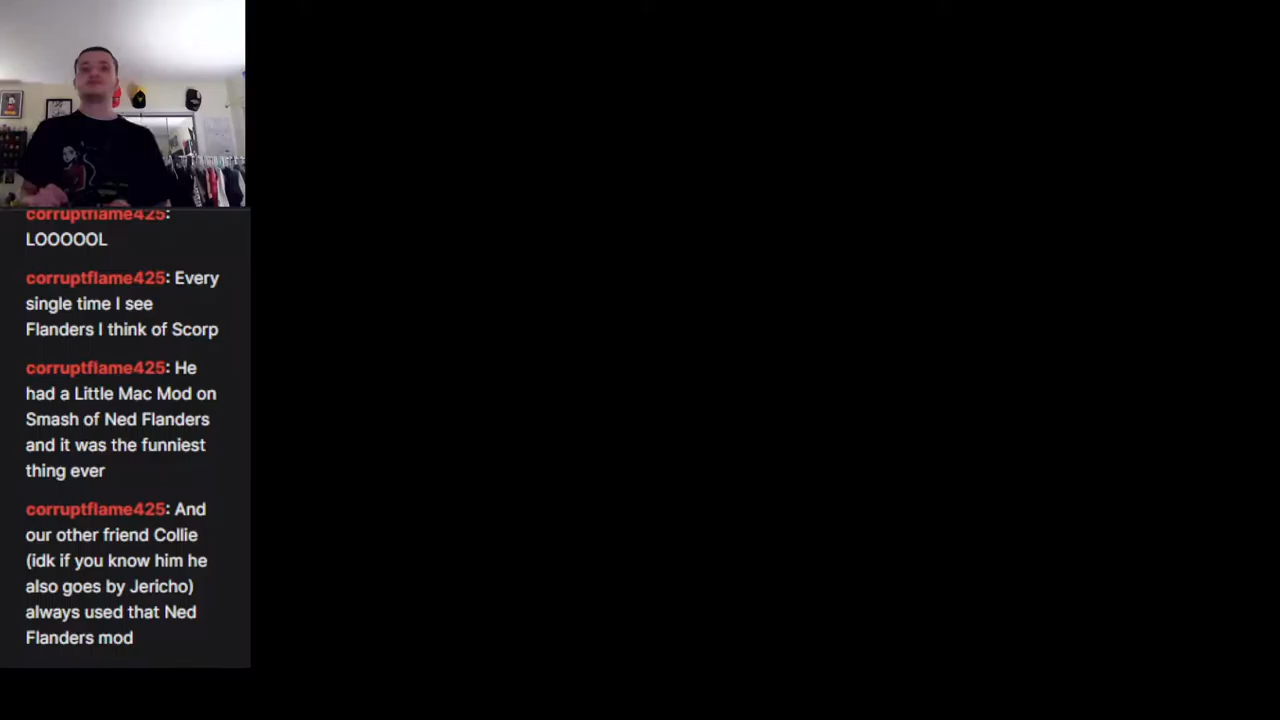 corruptflame425:
LOOOOOL
corruptflame425: Every
single time I see
Flanders I think of Scorp
corruptflame425: He
had a Little Mac Mod on
Smash of Ned Flanders
and it was the funniest
thing ever
corruptflame425: And
our other friend Collie
(idk if you know him he
also goes by Jericho)
always used that Ned
Flanders mod